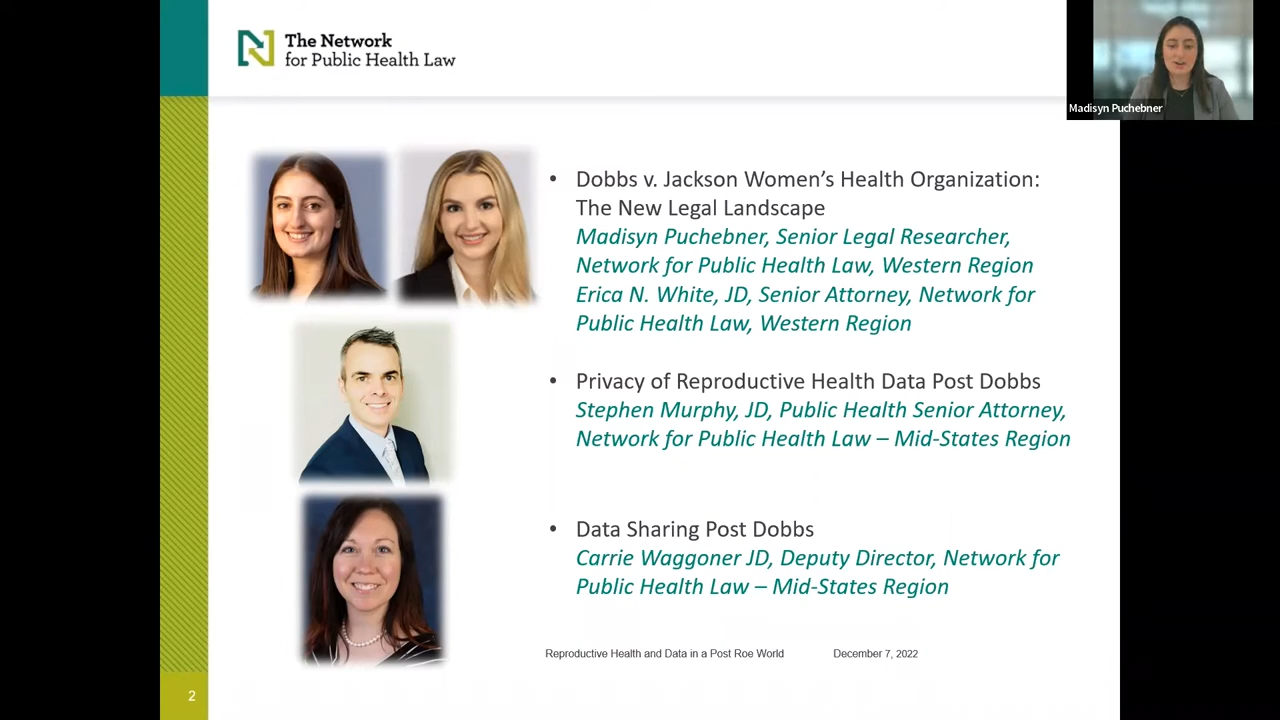 The Network
for Public Health Law
Madisyn Puchebner
• Dobbs v. Jackson Women's Health Organization:
The New Legal Landscape
Madisyn Puchebner, Senior Legal Researcher,
Network for Public Health Law, Western Region
Erica N. White, JD, Senior Attorney, Network for
Public Health Law, Western Region
• Privacy of Reproductive Health Data Post Dobbs
Stephen Murphy, JD, Public Health Senior Attorney,
Network for Public Health Law – Mid-States Region
• Data Sharing Post Dobbs
Carrie Waggoner JD, Deputy Director, Network for
Public Health Law – Mid-States Region
Reproductive Health and Data in a Post Roe World December 7, 2022
2